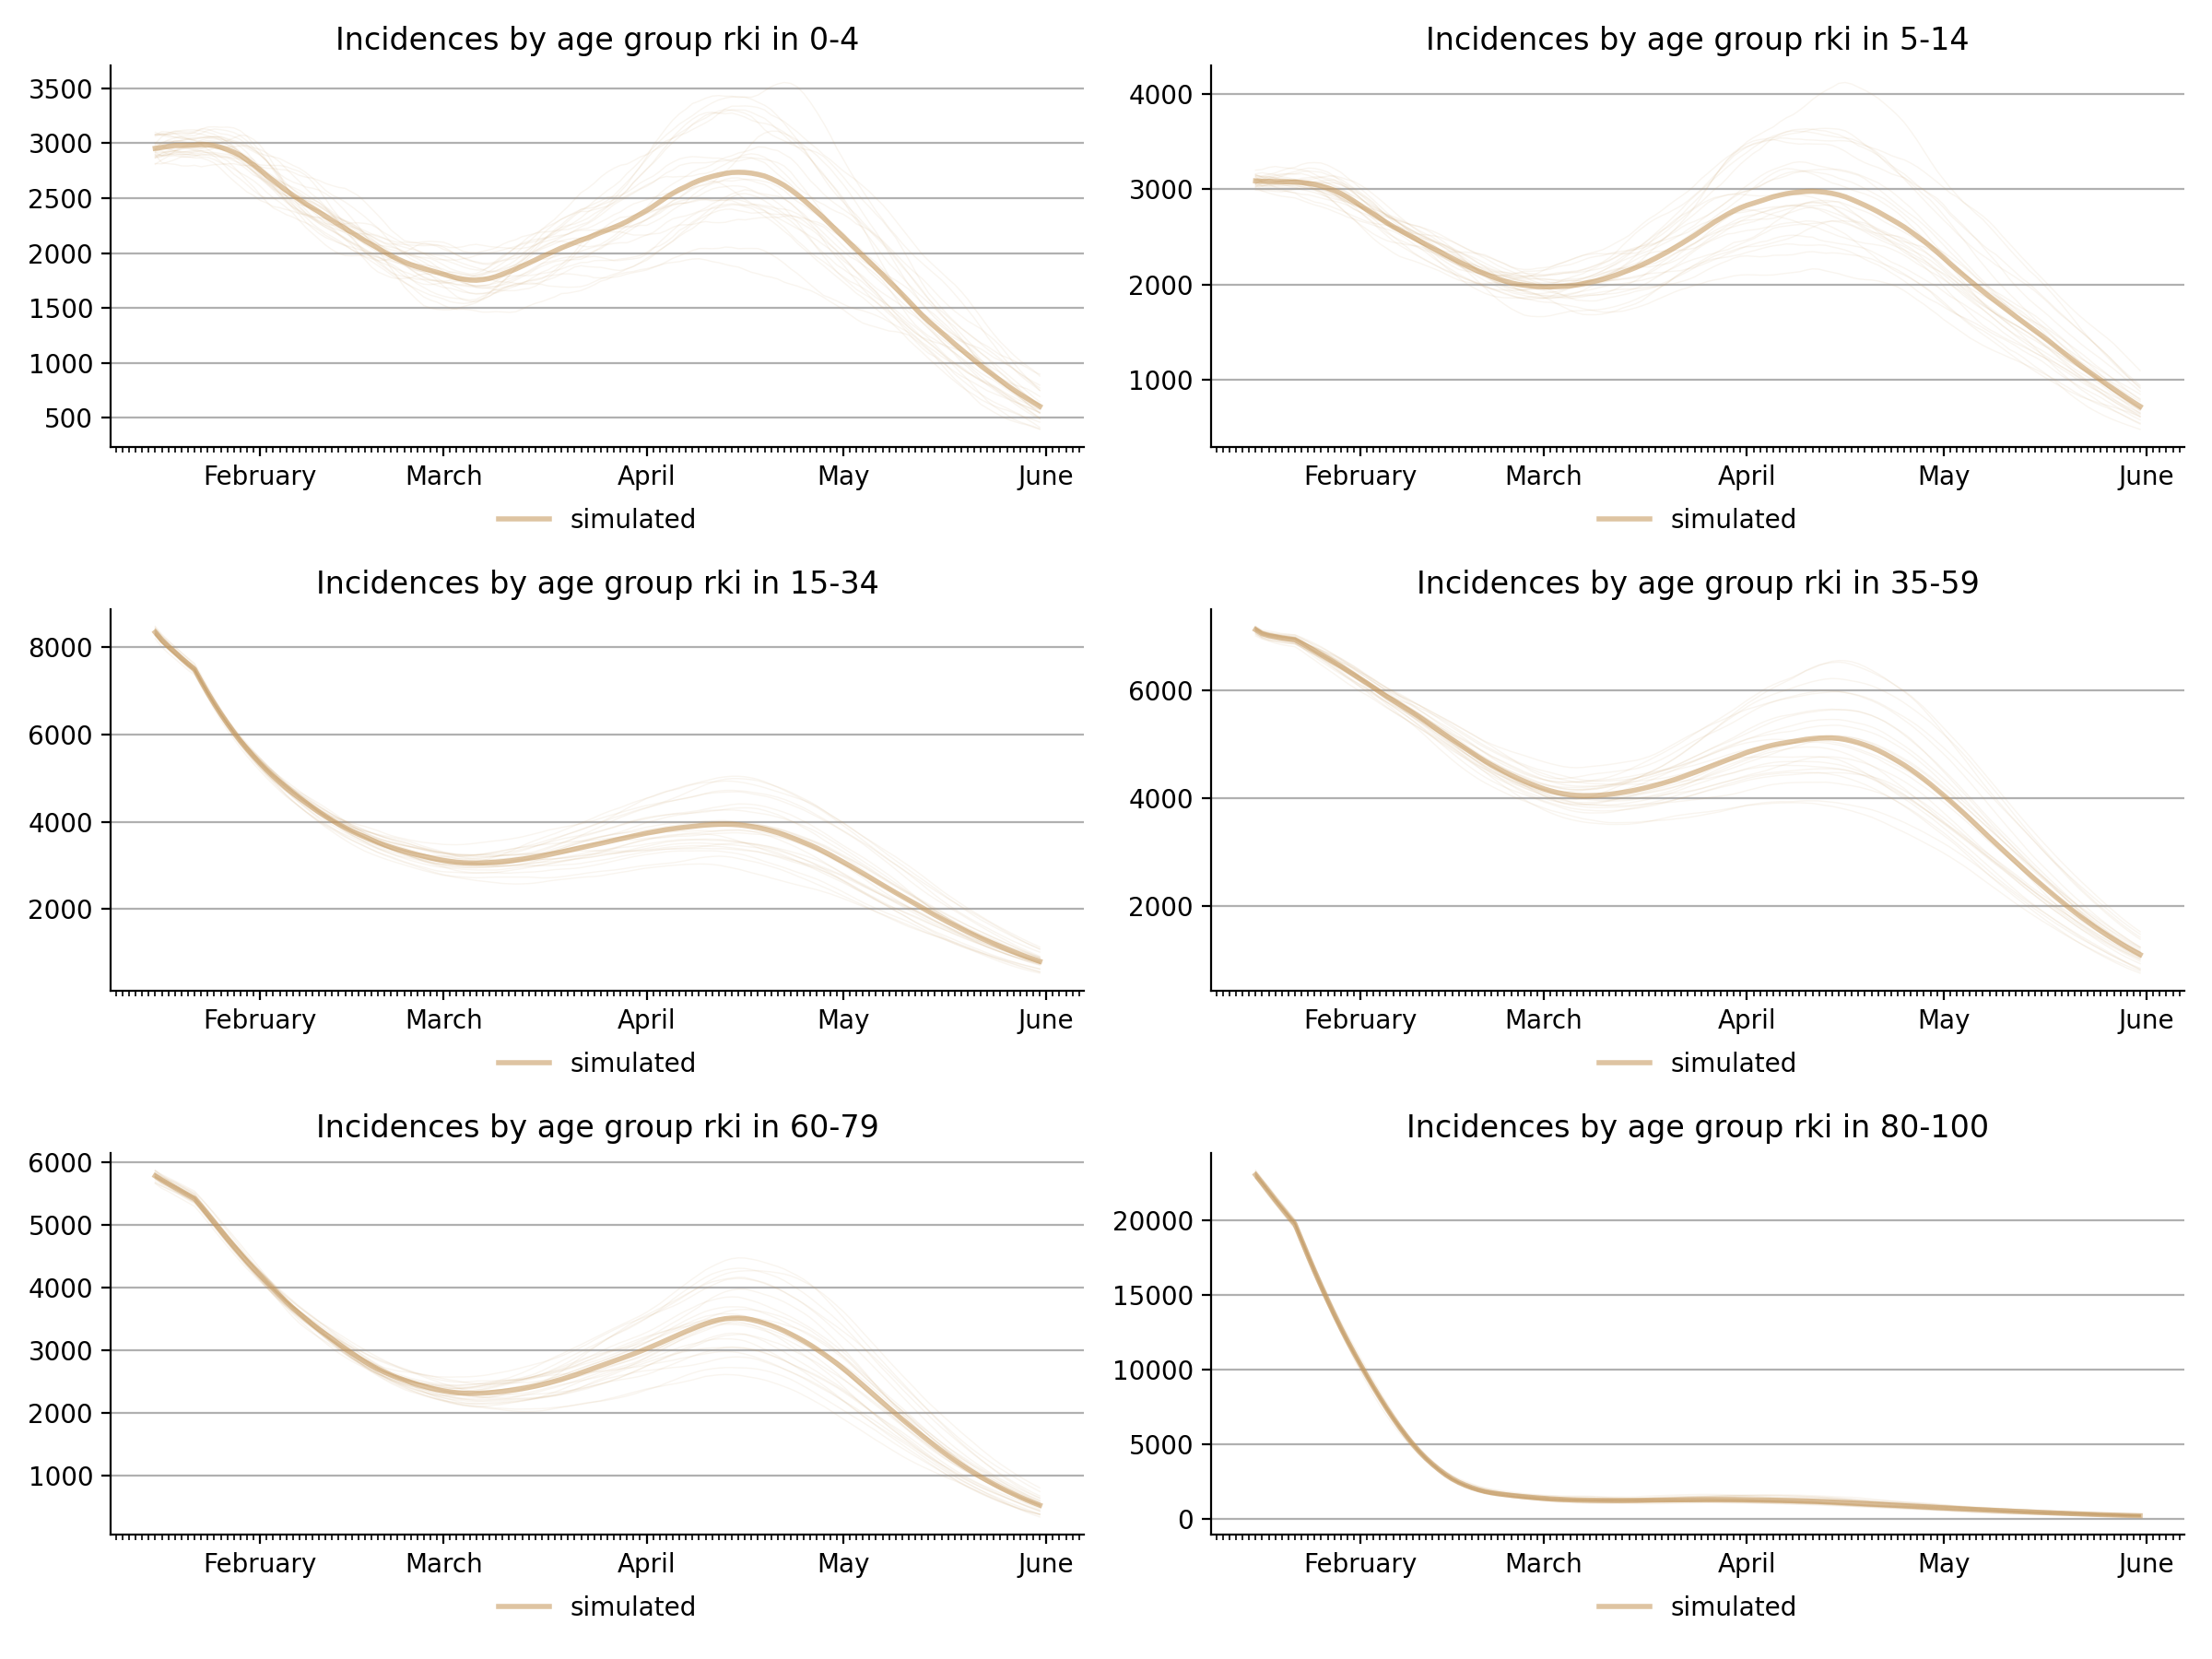 Incidences by age group rki in 0-4
3500
3000
2500
2000
1500
1000
500
February March April May June
simulated
Incidences by age group rki in 5-14
4000
3000
2000
1000
February March April May June
simulated
Incidences by age group rki in 15-34
8000
6000
4000
2000
February March April May June
simulated
Incidences by age group rki in 35-59
6000
4000
2000
February March April May June
simulated
Incidences by age group rki in 60-79
6000
5000
4000
3000
2000
1000
February March April May June
simulated
Incidences by age group rki in 80-100
20000
15000
10000
5000
0
February March April May June
simulated